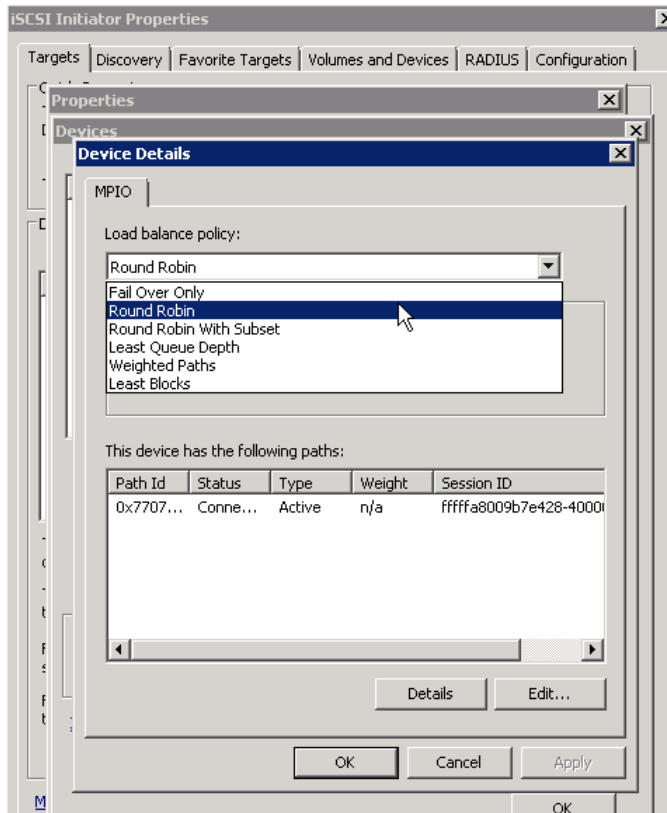 iSCSI Initiator Properties
Targets Discovery Favorite Targets Volumes and Devices RADIUS Configuration
Properties
Devices
Device Details
MPIO
Load balance policy:
Round Robin
Fail Over Only
Round Robin
Round Robin With Subset
Least Queue Depth
Weighted Paths
Least Blocks
This device has the following paths:
Path Id Status Type Weight Session ID
0x7707... Conne... Active n/a fffffa8009b7e428-4000
Details Edit...
OK Cancel Apply
M
OK